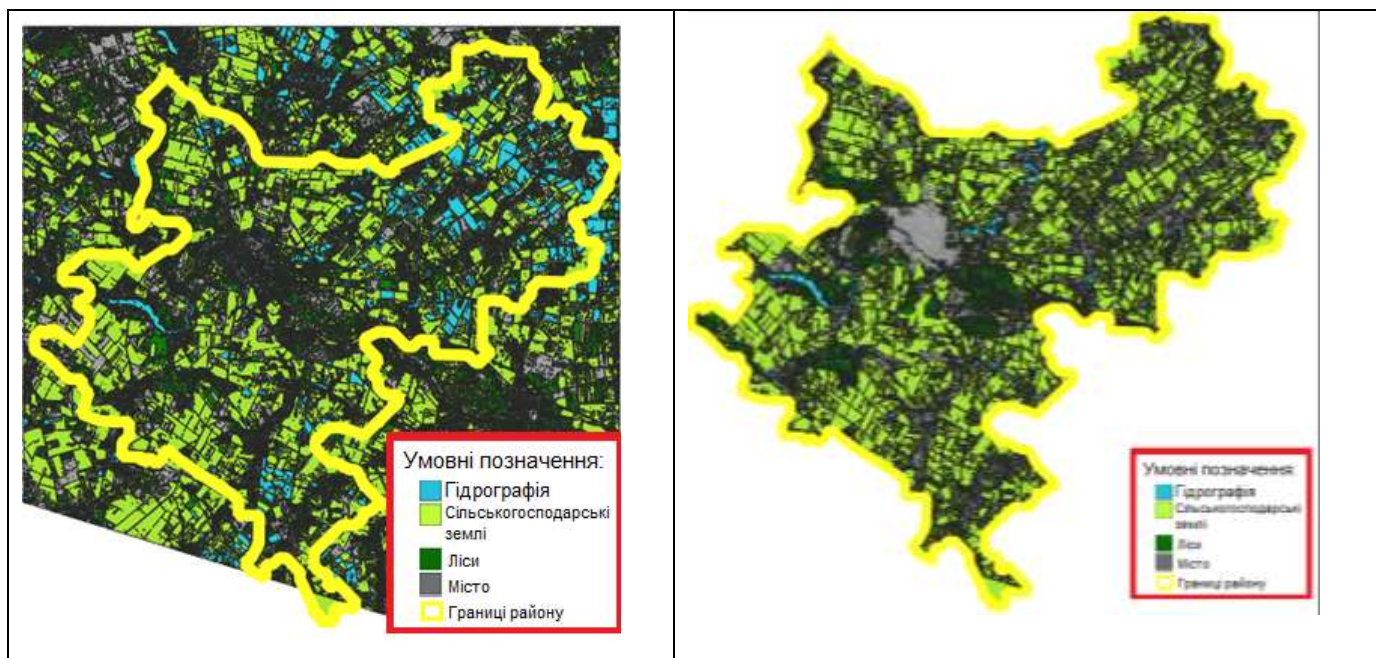 Умовні позначення:
Гідрографія
Сільськогосподарські
землі
Ліси
Місто
Границі району
Умовні позначення:
Гідрографія
Сільськогосподарські
землі
Ліси
Місто
Границі району